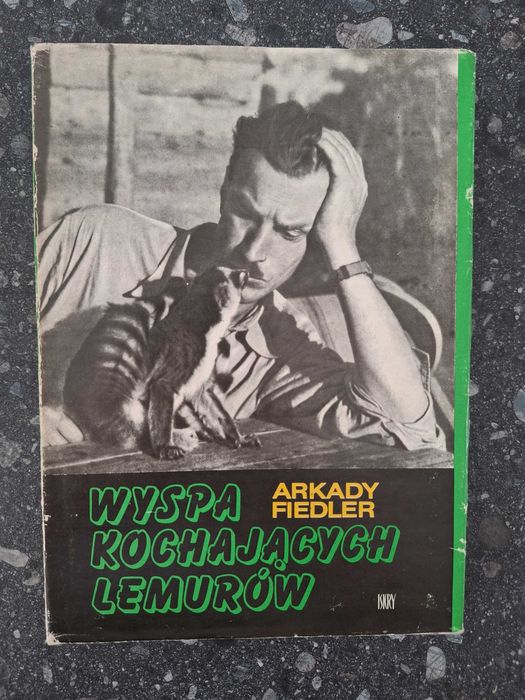 WYSPA
KOCHAJĄCYCH
LEMURÓW
ARKADY
FIEDLER
ISKRY